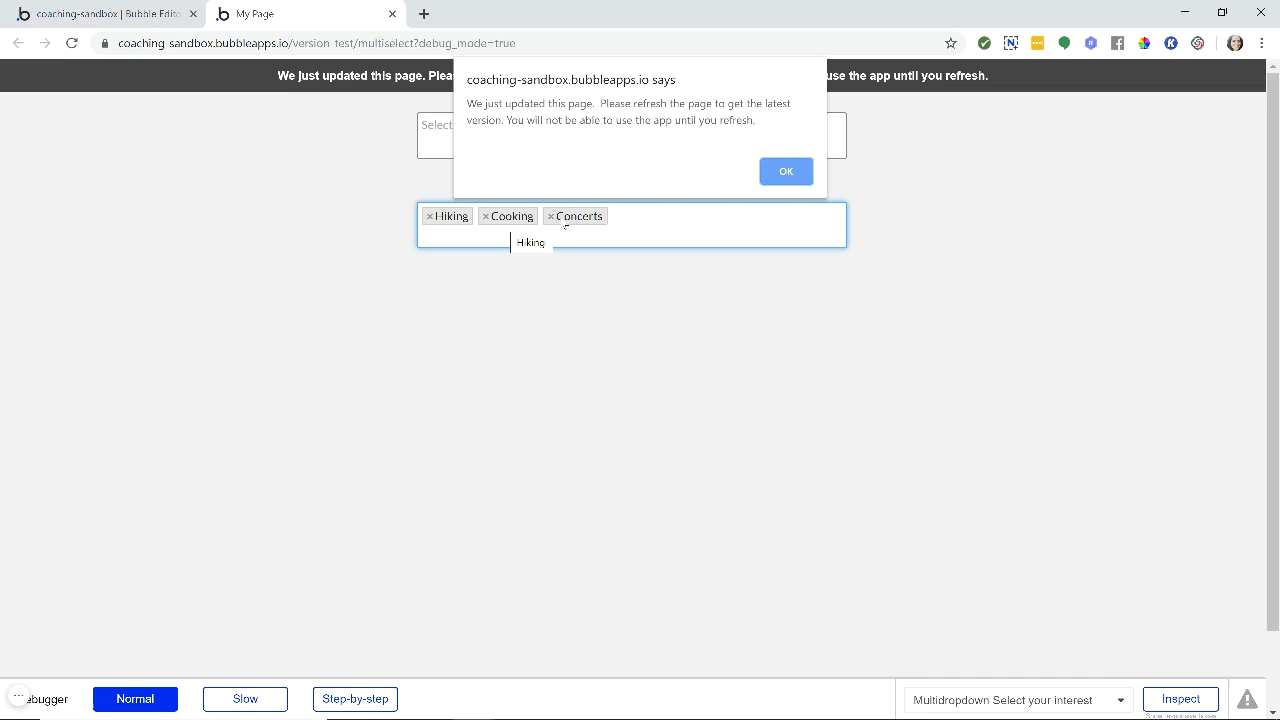 coaching-sandbox | Bubble Edito
My Page
coaching-sandbox.bubbleapps.io/version-test/multiselect?debug_mode=true
We just updated this page. Plea
use the app until you refresh.
coaching-sandbox.bubbleapps.io says
We just updated this page. Please refresh the page to get the latest
version. You will not be able to use the app until you refresh.
OK
Select
× Hiking × Cooking × Concerts
Hiking
ebugger
Normal
Slow
Step-by-step
Multidropdown Select your interest
Inspect